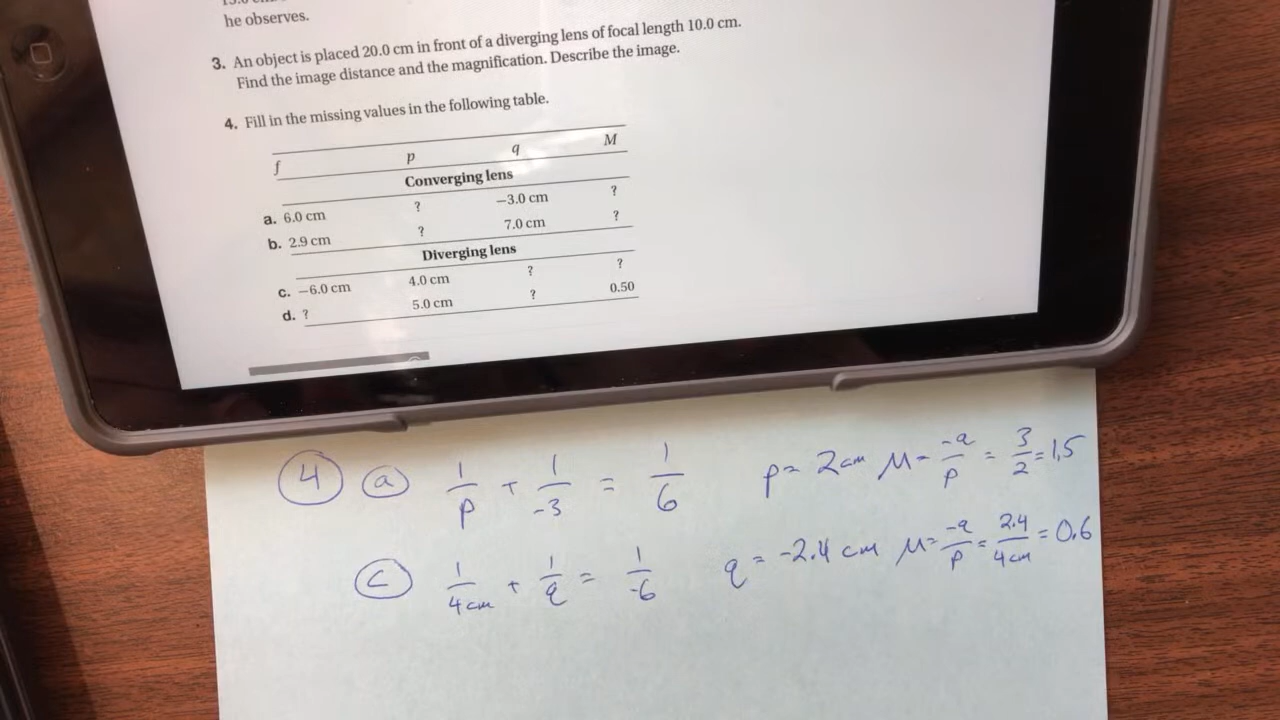 he observes.
3. An object is placed 20.0 cm in front of a diverging lens of focal length 10.0 cm.
Find the image distance and the magnification. Describe the image.
4. Fill in the missing values in the following table.
f p q M
Converging lens
a. 6.0 cm ? −3.0 cm ?
b. 2.9 cm ? 7.0 cm ?
Diverging lens
c. −6.0 cm 4.0 cm ? ?
d. ? 5.0 cm ? 0.50
4 a 1/p + 1/-3 = 1/6 p = 2 cm M = -q/p = 3/2 = 1,5
c 1/4cm + 1/q = 1/-6 q = -2.4 cm M = -q/p = 2.4/4cm = 0.6